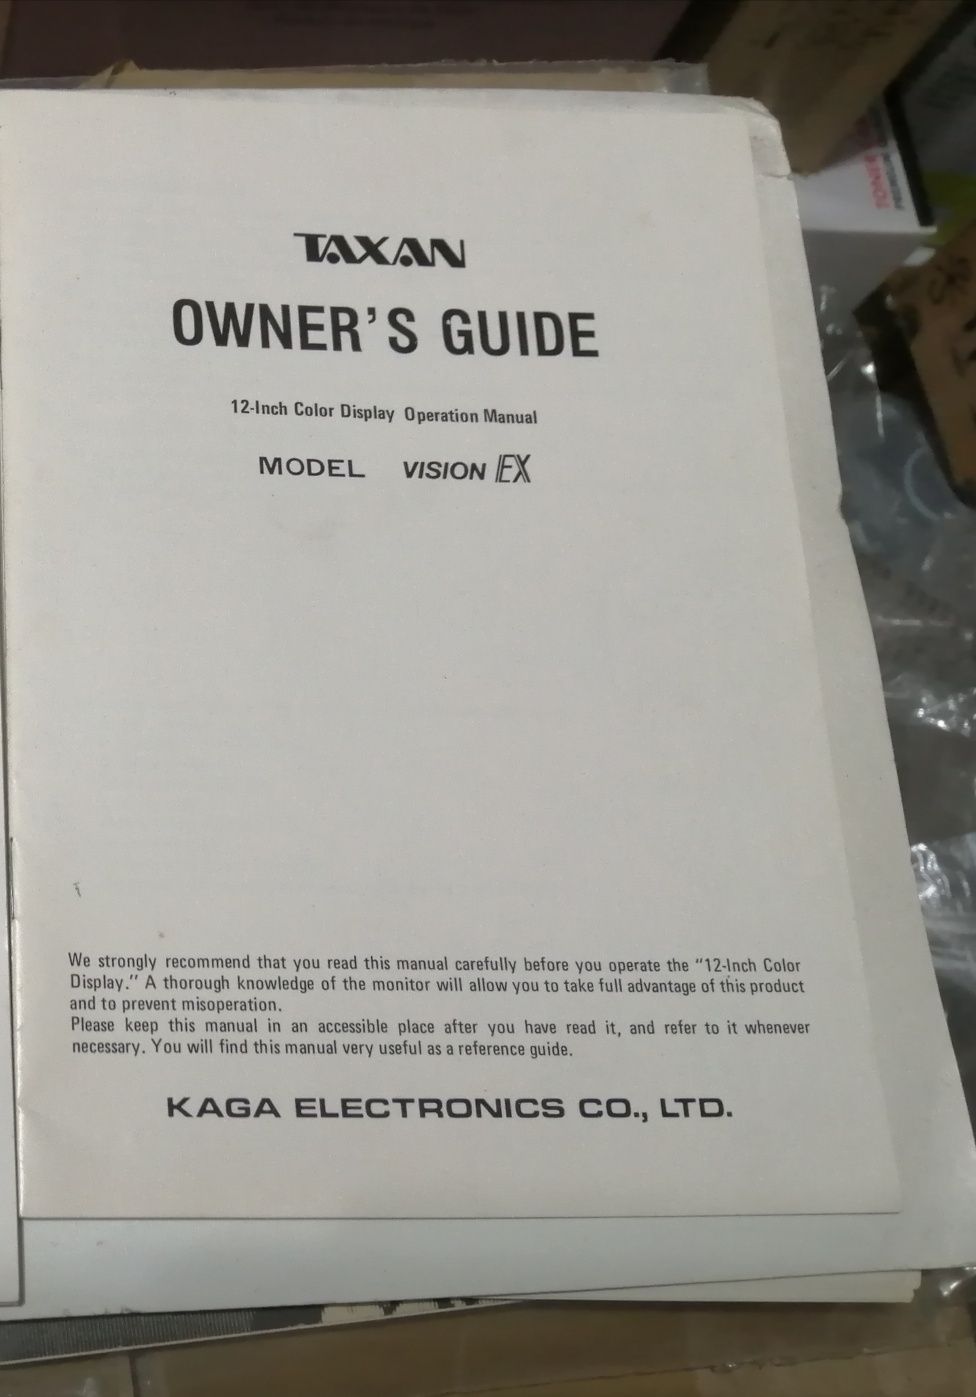 TAXAN
OWNER'S GUIDE
12-Inch Color Display Operation Manual
MODEL VISION EX
We strongly recommend that you read this manual carefully before you operate the "12-Inch Color
Display." A thorough knowledge of the monitor will allow you to take full advantage of this product
and to prevent misoperation.
Please keep this manual in an accessible place after you have read it, and refer to it whenever
necessary. You will find this manual very useful as a reference guide.
KAGA ELECTRONICS CO., LTD.
TONER